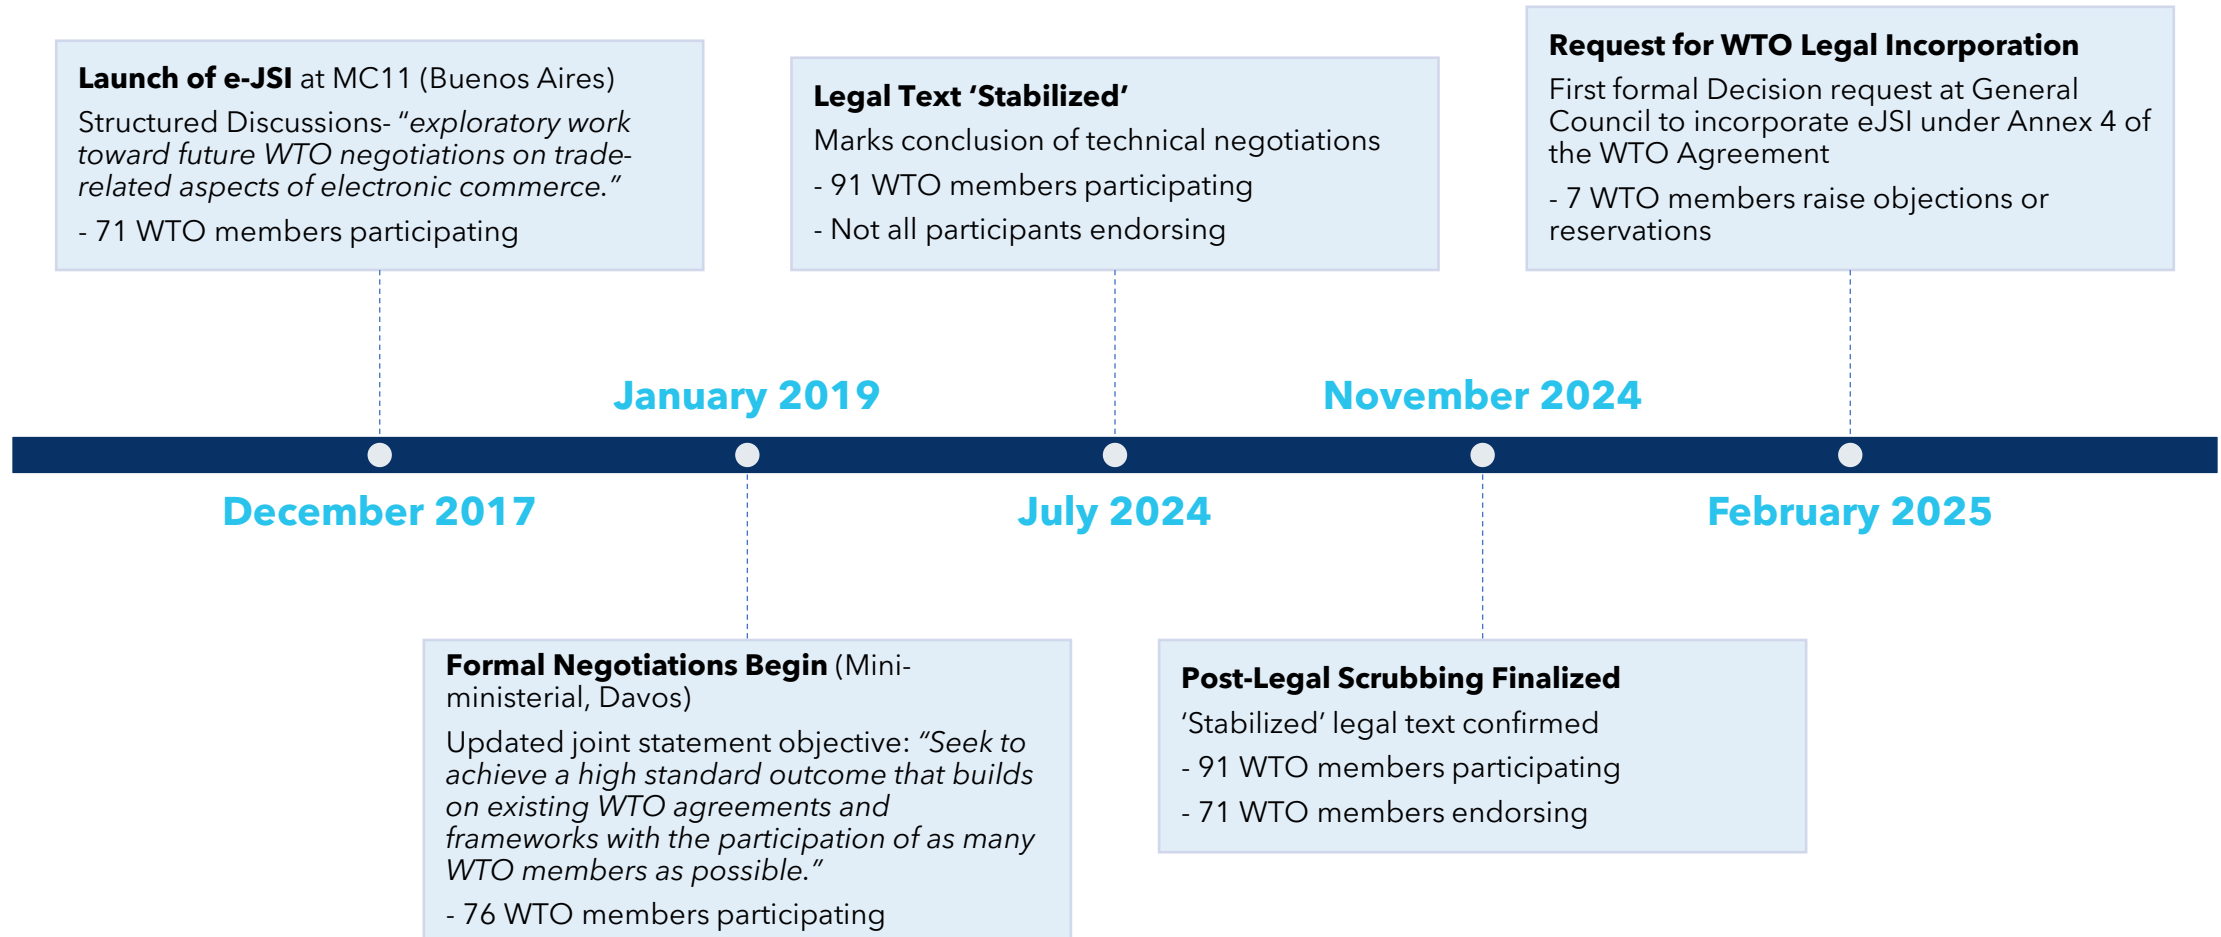 Launch of e-JSI at MC11 (Buenos Aires)
Structured Discussions- “exploratory work
toward future WTO negotiations on trade-
related aspects of electronic commerce.”
- 71 WTO members participating
Legal Text ‘Stabilized’
Marks conclusion of technical negotiations
- 91 WTO members participating
- Not all participants endorsing
Request for WTO Legal Incorporation
First formal Decision request at General
Council to incorporate eJSI under Annex 4 of
the WTO Agreement
- 7 WTO members raise objections or
reservations
January 2019
November 2024
December 2017
July 2024
February 2025
Formal Negotiations Begin (Mini-
ministerial, Davos)
Updated joint statement objective: “Seek to
achieve a high standard outcome that builds
on existing WTO agreements and
frameworks with the participation of as many
WTO members as possible.”
- 76 WTO members participating
Post-Legal Scrubbing Finalized
‘Stabilized’ legal text confirmed
- 91 WTO members participating
- 71 WTO members endorsing